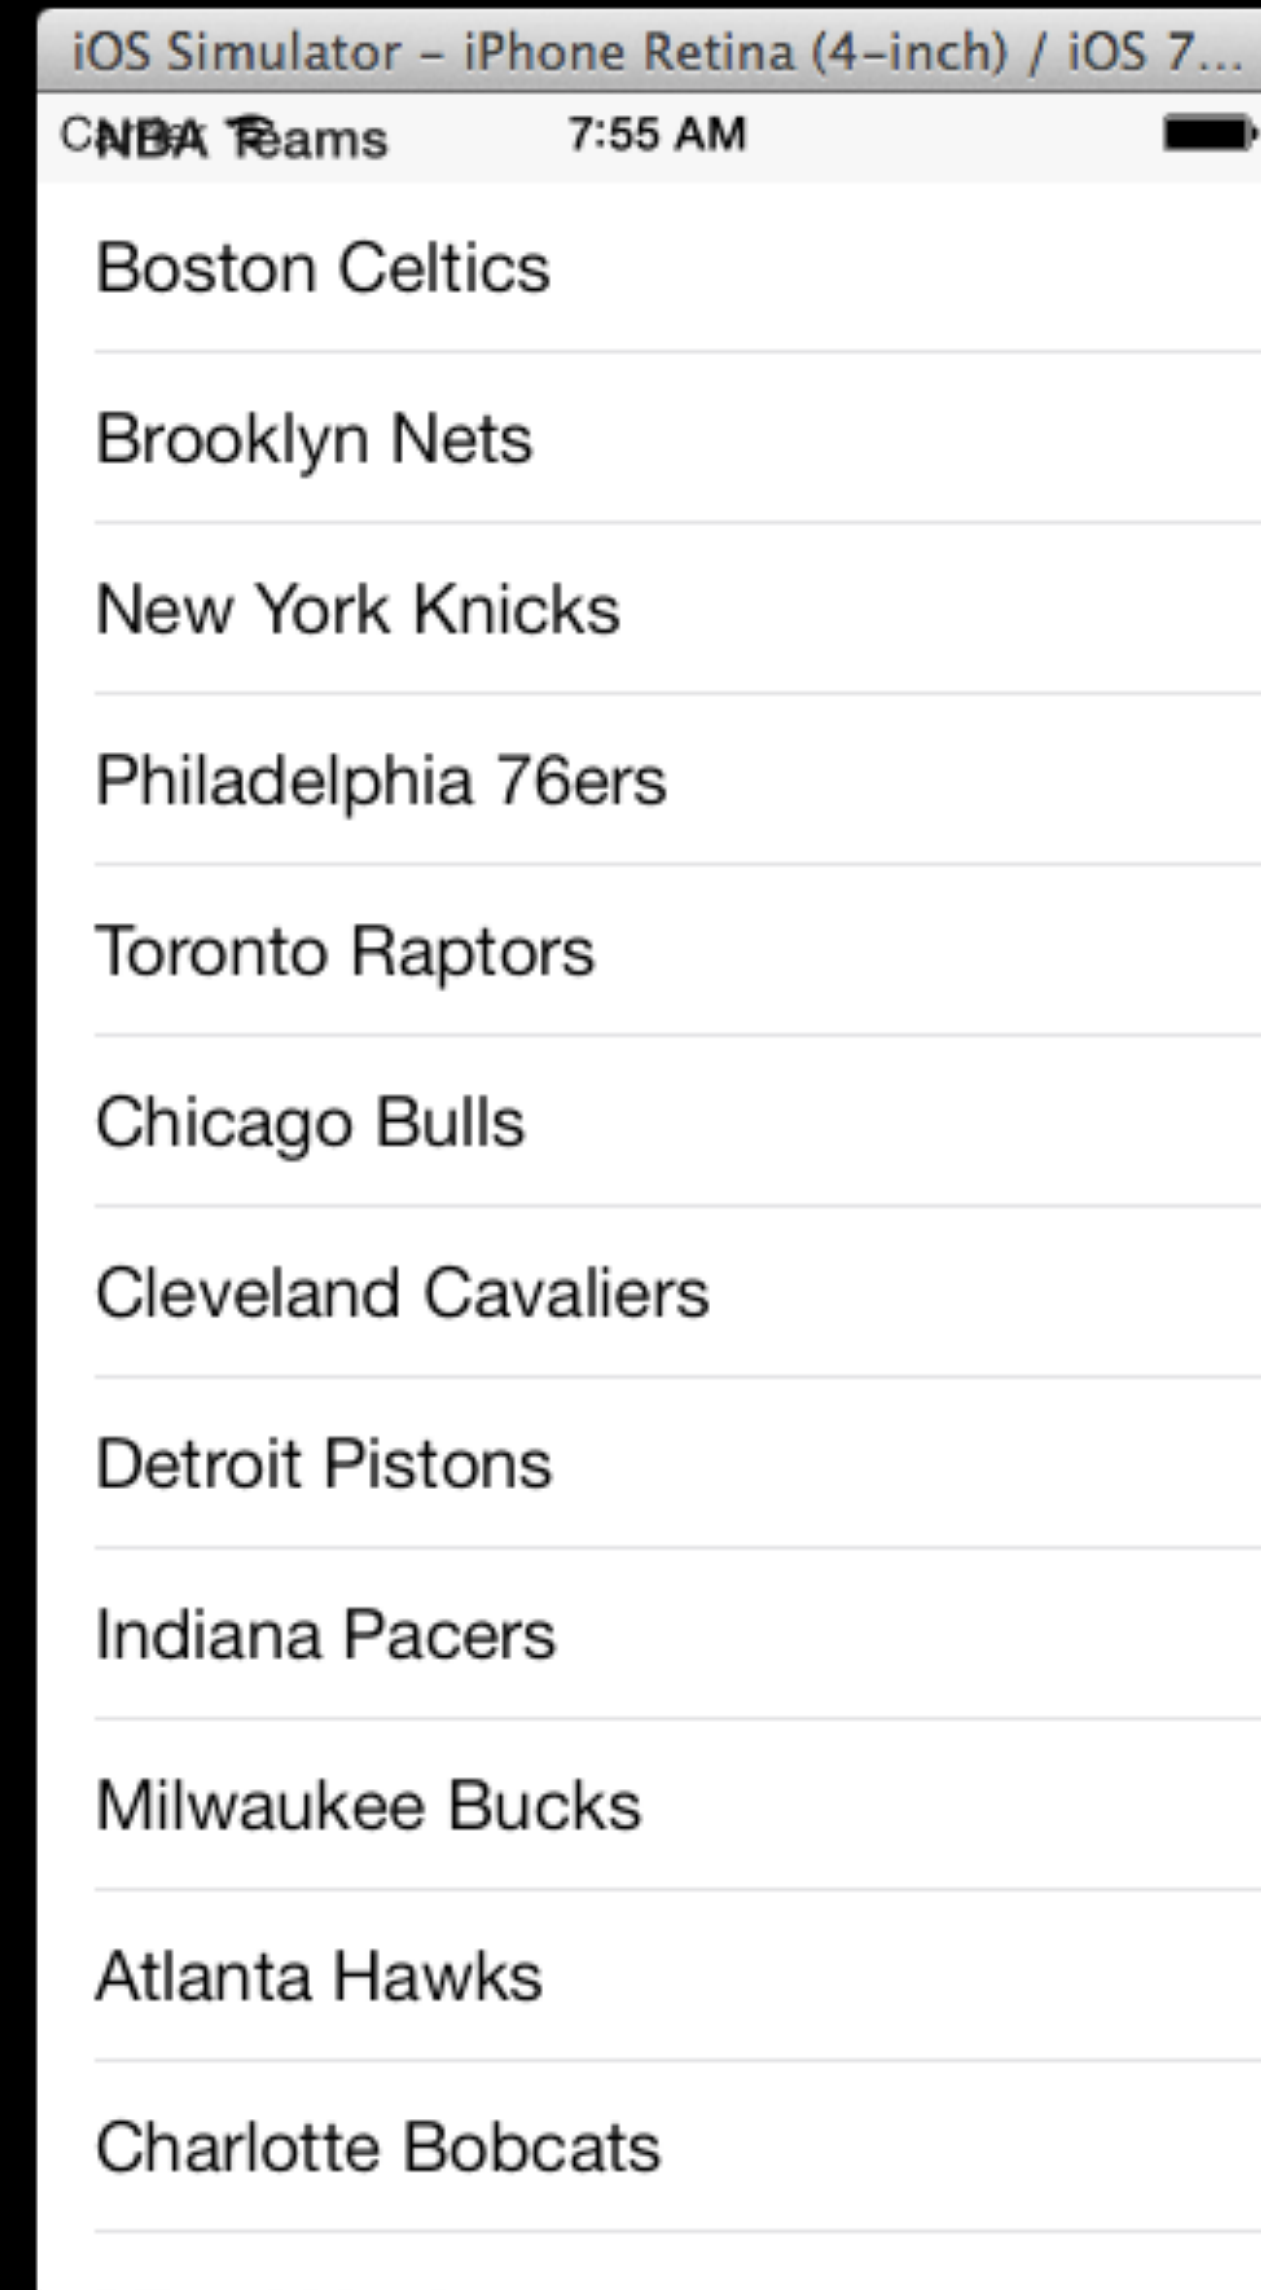 iOS Simulator – iPhone Retina (4-inch) / iOS 7...
Carrier 7:55 AM
NBA Teams
Boston Celtics
Brooklyn Nets
New York Knicks
Philadelphia 76ers
Toronto Raptors
Chicago Bulls
Cleveland Cavaliers
Detroit Pistons
Indiana Pacers
Milwaukee Bucks
Atlanta Hawks
Charlotte Bobcats